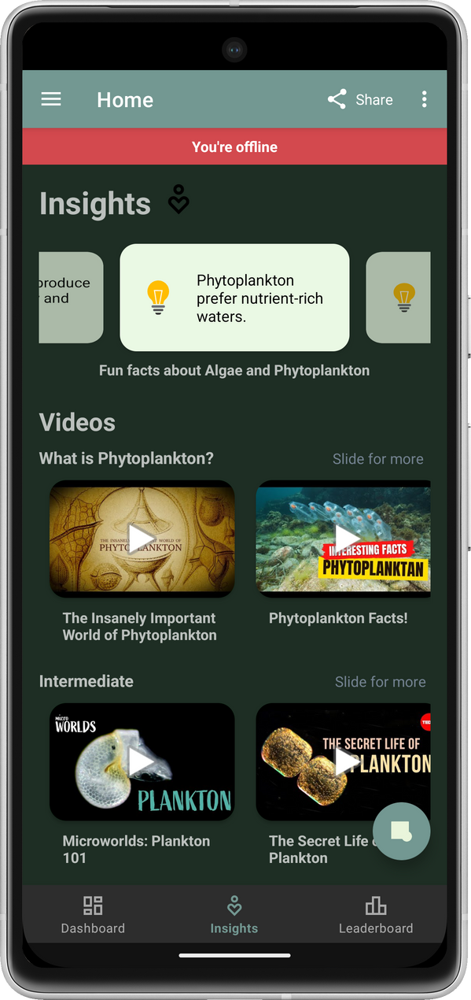 Home
Share
You're offline
Insights
produce
and
Phytoplankton
prefer nutrient-rich
waters.
Fun facts about Algae and Phytoplankton
Videos
What is Phytoplankton?
Slide for more
THE INSANELY IMPORTANT WORLD OF
PHYTOPLANKTON
INTERESTING FACTS
PHYTOPLANKTAN
The Insanely Important
World of Phytoplankton
Phytoplankton Facts!
Intermediate
Slide for more
MICRO
WORLDS
PLANKTON
TED
THE SECRET LIFE OF
PLANKTON
Microworlds: Plankton
101
The Secret Life
Plankton
Dashboard
Insights
Leaderboard